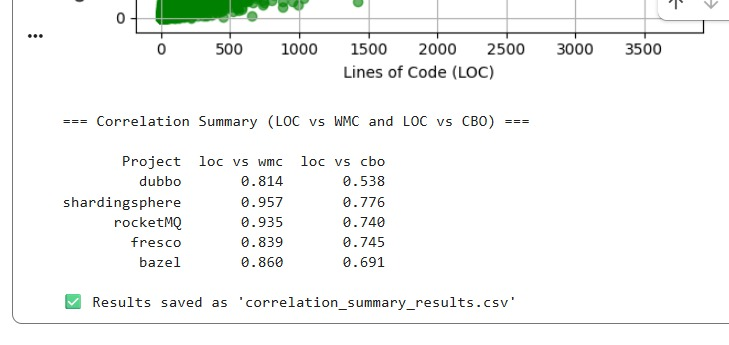 0
...
0 500 1000 1500 2000 2500 3000 3500
Lines of Code (LOC)
=== Correlation Summary (LOC vs WMC and LOC vs CBO) ===
Project loc vs wmc loc vs cbo
dubbo 0.814 0.538
shardingsphere 0.957 0.776
rocketMQ 0.935 0.740
fresco 0.839 0.745
bazel 0.860 0.691
✅ Results saved as 'correlation_summary_results.csv'